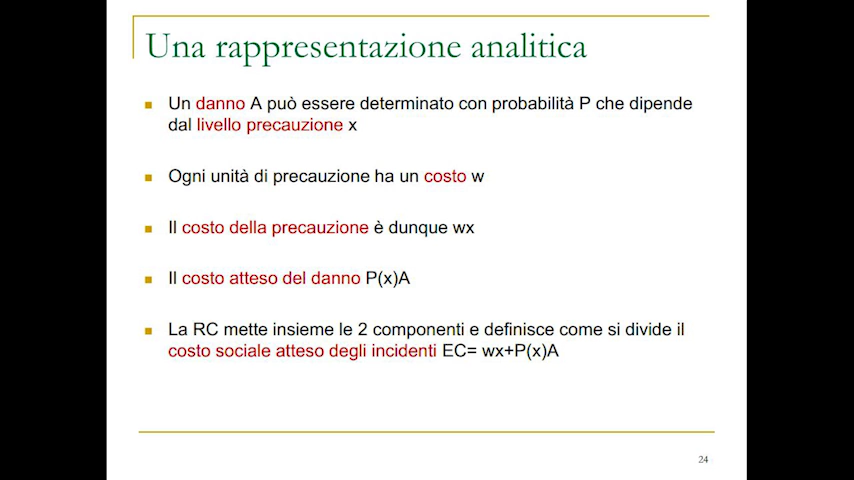 Una rappresentazione analitica
Un danno A può essere determinato con probabilità P che dipende
dal livello precauzione x
Ogni unità di precauzione ha un costo w
Il costo della precauzione è dunque wx
Il costo atteso del danno P(x)A
La RC mette insieme le 2 componenti e definisce come si divide il
costo sociale atteso degli incidenti EC= wx+P(x)A
24